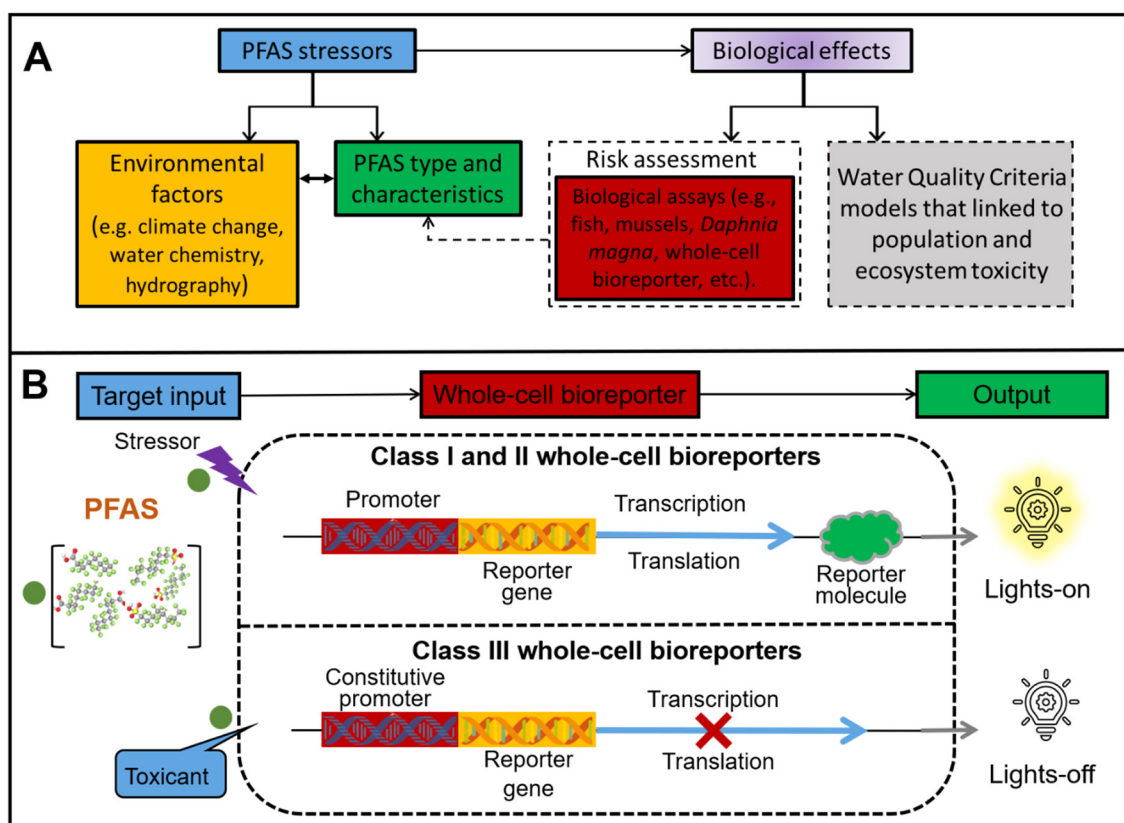 A
PFAS stressors
Biological effects
Environmental
factors
(e.g. climate change,
water chemistry,
hydrography)
PFAS type and
characteristics
Risk assessment
Biological assays (e.g.,
fish, mussels, Daphnia
magna, whole-cell
bioreporter, etc.).
Water Quality Criteria
models that linked to
population and
ecosystem toxicity
B
Target input
Whole-cell bioreporter
Output
Stressor
PFAS
Class I and II whole-cell bioreporters
Promoter
Reporter
gene
Transcription
Translation
Reporter
molecule
Lights-on
Class III whole-cell bioreporters
Constitutive
promoter
Reporter
gene
Transcription
Translation
Toxicant
Lights-off